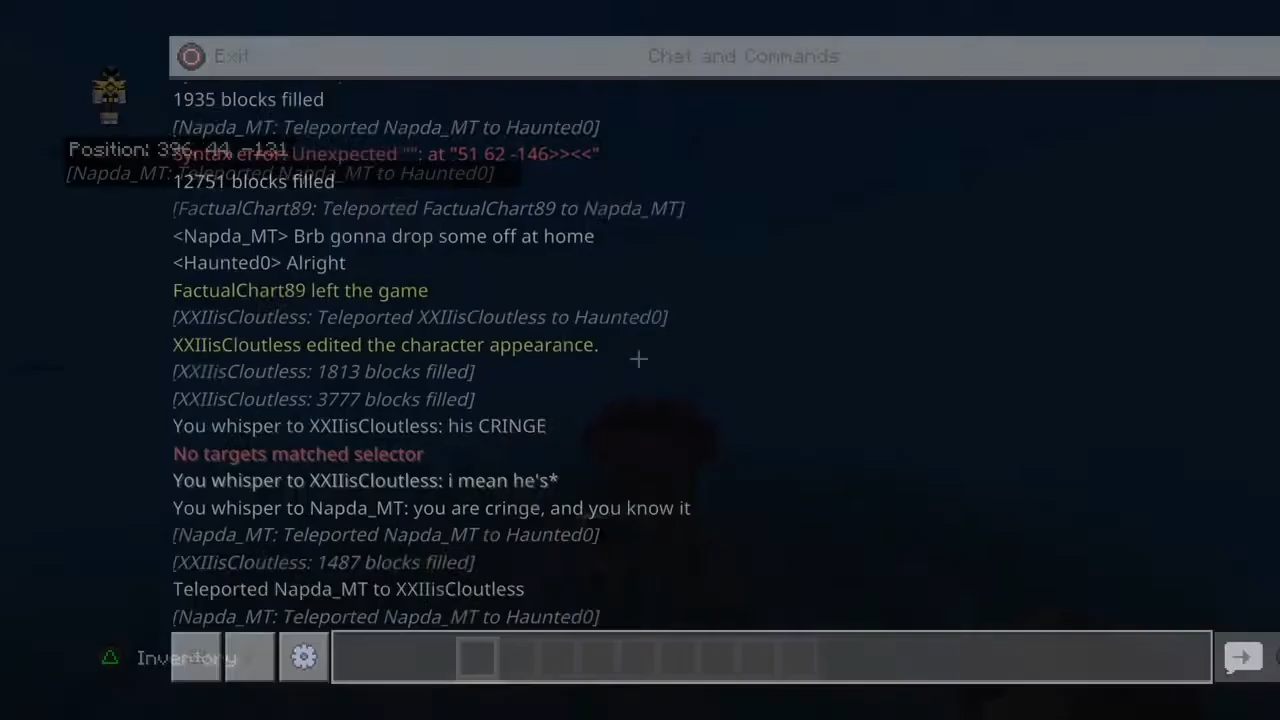 Exit
Chat and Commands
1935 blocks filled
[Napda_MT: Teleported Napda_MT to Haunted0]
Position: 396, 44, -131
Syntax error: Unexpected "": at "51 62 -146>><<"
[Napda_MT: Teleported Napda_MT to Haunted0]
12751 blocks filled
[FactualChart89: Teleported FactualChart89 to Napda_MT]
<Napda_MT> Brb gonna drop some off at home
<Haunted0> Alright
FactualChart89 left the game
[XXIIisCloutless: Teleported XXIIisCloutless to Haunted0]
XXIIisCloutless edited the character appearance.
[XXIIisCloutless: 1813 blocks filled]
[XXIIisCloutless: 3777 blocks filled]
You whisper to XXIIisCloutless: his CRINGE
No targets matched selector
You whisper to XXIIisCloutless: i mean he's*
You whisper to Napda_MT: you are cringe, and you know it
[Napda_MT: Teleported Napda_MT to Haunted0]
[XXIIisCloutless: 1487 blocks filled]
Teleported Napda_MT to XXIIisCloutless
[Napda_MT: Teleported Napda_MT to Haunted0]
Inventory